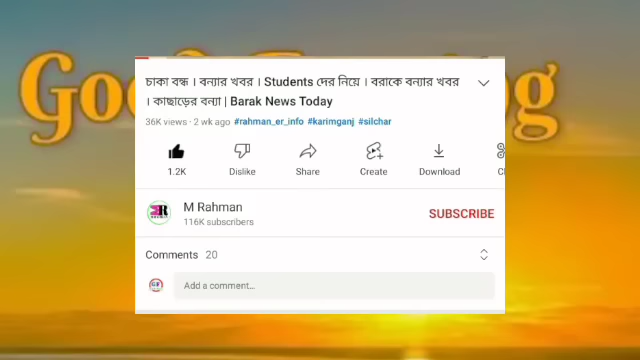 চাকা বন্ধ । বন্যার খবর । Students দের নিয়ে । বরাকে বন্যার খবর
। কাছাড়ের বন্যা | Barak News Today
36K views · 2 wk ago #rahman_er_info #karimganj #silchar
1.2K Dislike Share Create Download
M Rahman
116K subscribers
SUBSCRIBE
Comments 20
Add a comment...